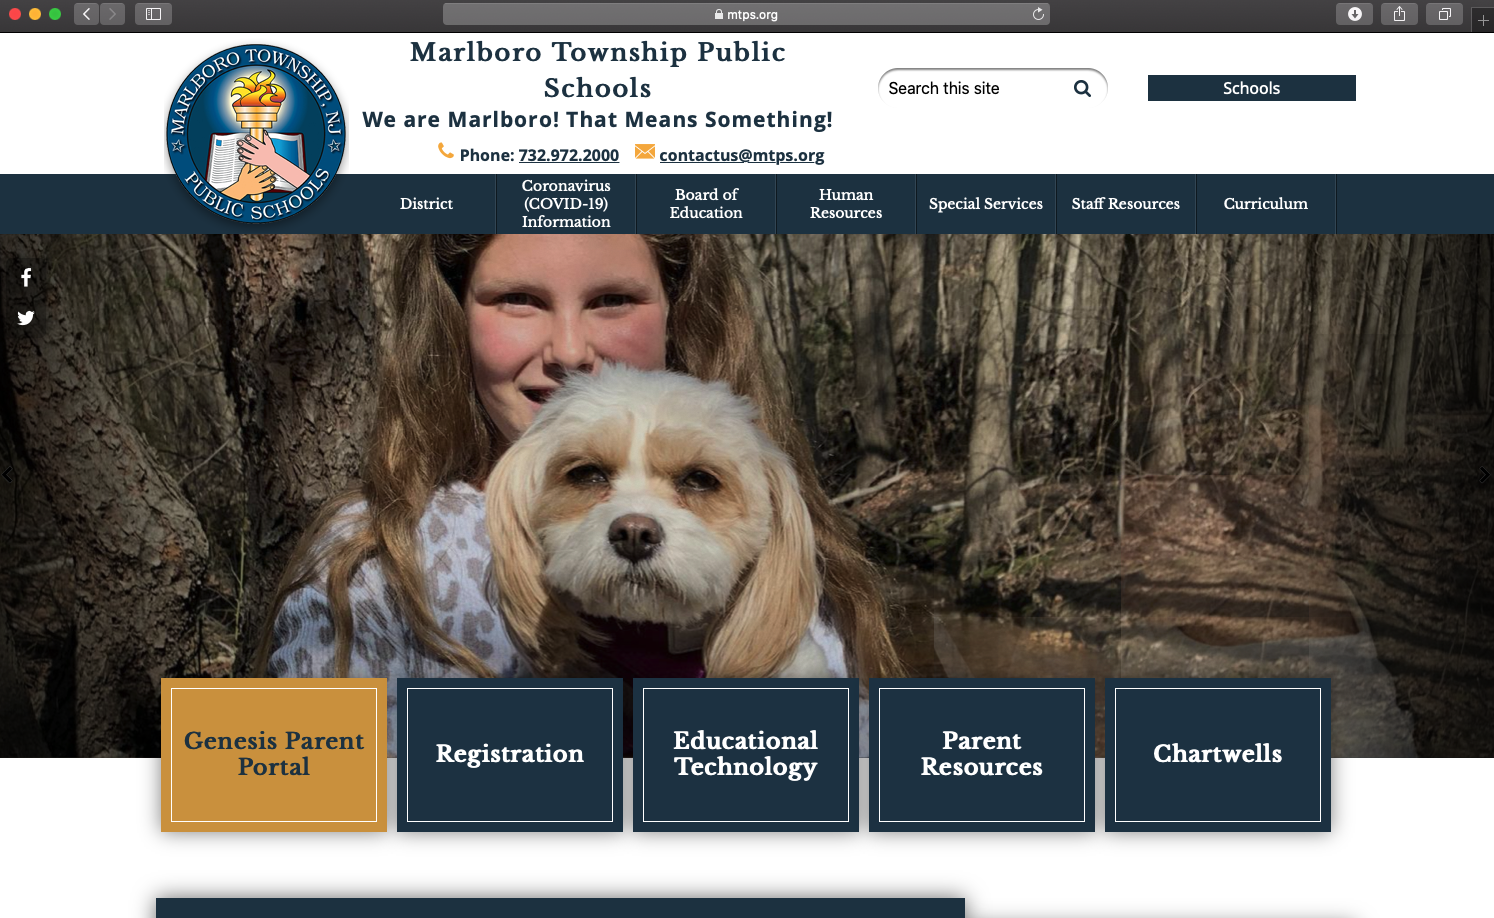 mtps.org
MARLBORO TOWNSHIP, NJ
PUBLIC SCHOOLS
Marlboro Township Public
Schools
We are Marlboro! That Means Something!
Phone: 732.972.2000 contactus@mtps.org
Search this site
Schools
District
Coronavirus
(COVID-19)
Information
Board of
Education
Human
Resources
Special Services
Staff Resources
Curriculum
Genesis Parent
Portal
Registration
Educational
Technology
Parent
Resources
Chartwells